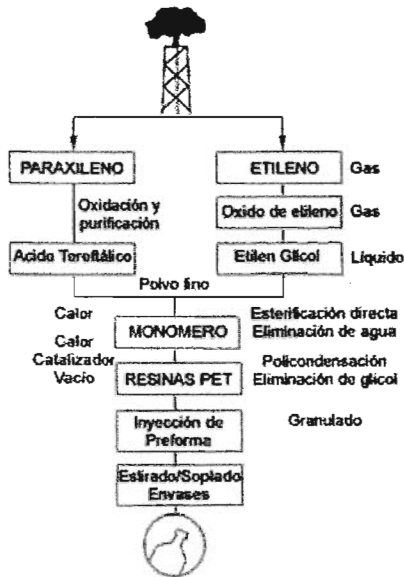 PARAXILENO
ETILENO
Gas
Oxidación y
purificación
Oxido de etileno
Gas
Acido Tereftálico
Etilen Glicol
Líquido
Polvo fino
Calor
MONOMERO
Esterificación directa
Eliminación de agua
Calor
Catalizador
Vacío
RESINAS PET
Policondensación
Eliminación de glicol
Inyección de
Preforma
Granulado
Estirado/Soplado
Envases